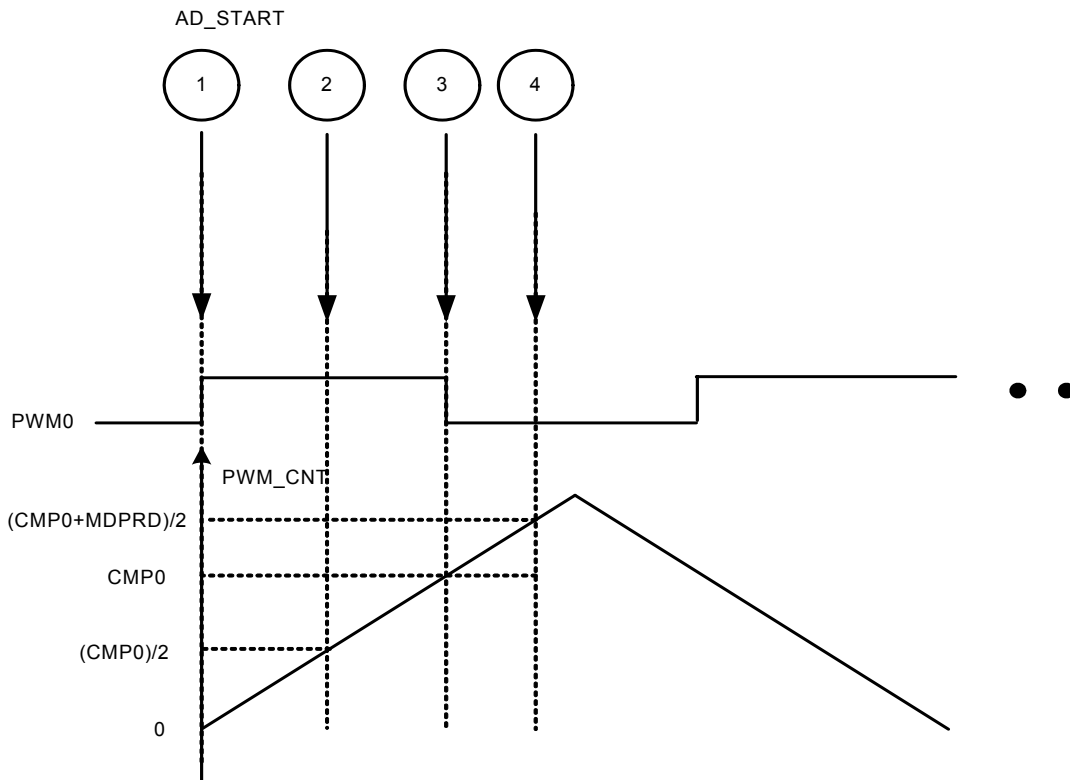 AD_START
1
2
3
4
PWM0
PWM_CNT
(CMP0+MDPRD)/2
CMP0
(CMP0)/2
0